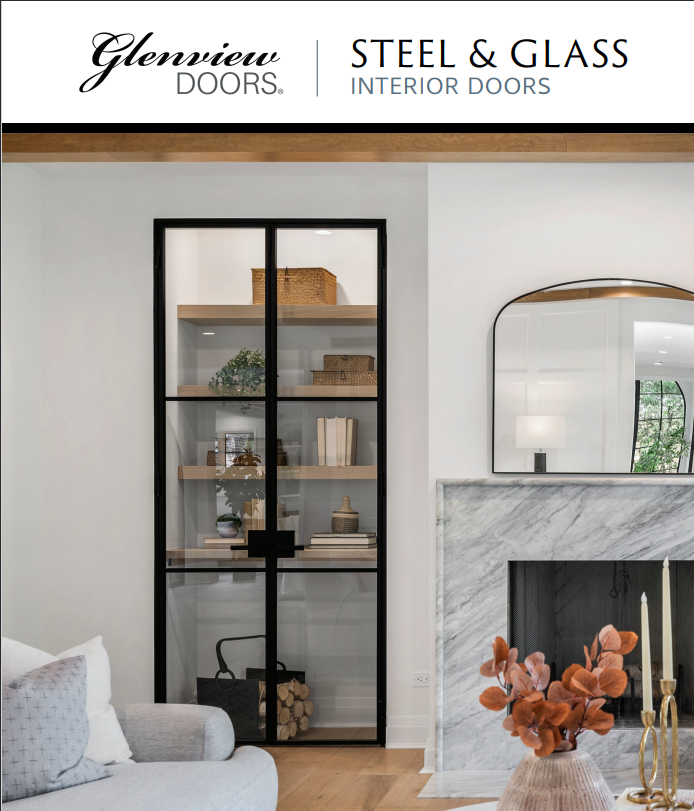 Glenview
DOORS®
STEEL & GLASS
INTERIOR DOORS